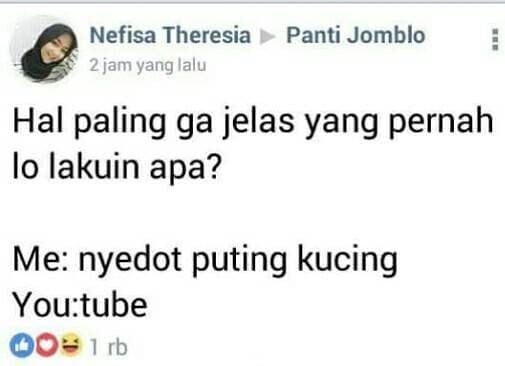 Nefisa Theresia ▶ Panti Jomblo
2 jam yang lalu
Hal paling ga jelas yang pernah
lo lakuin apa?
Me: nyedot puting kucing
You:tube
1 rb